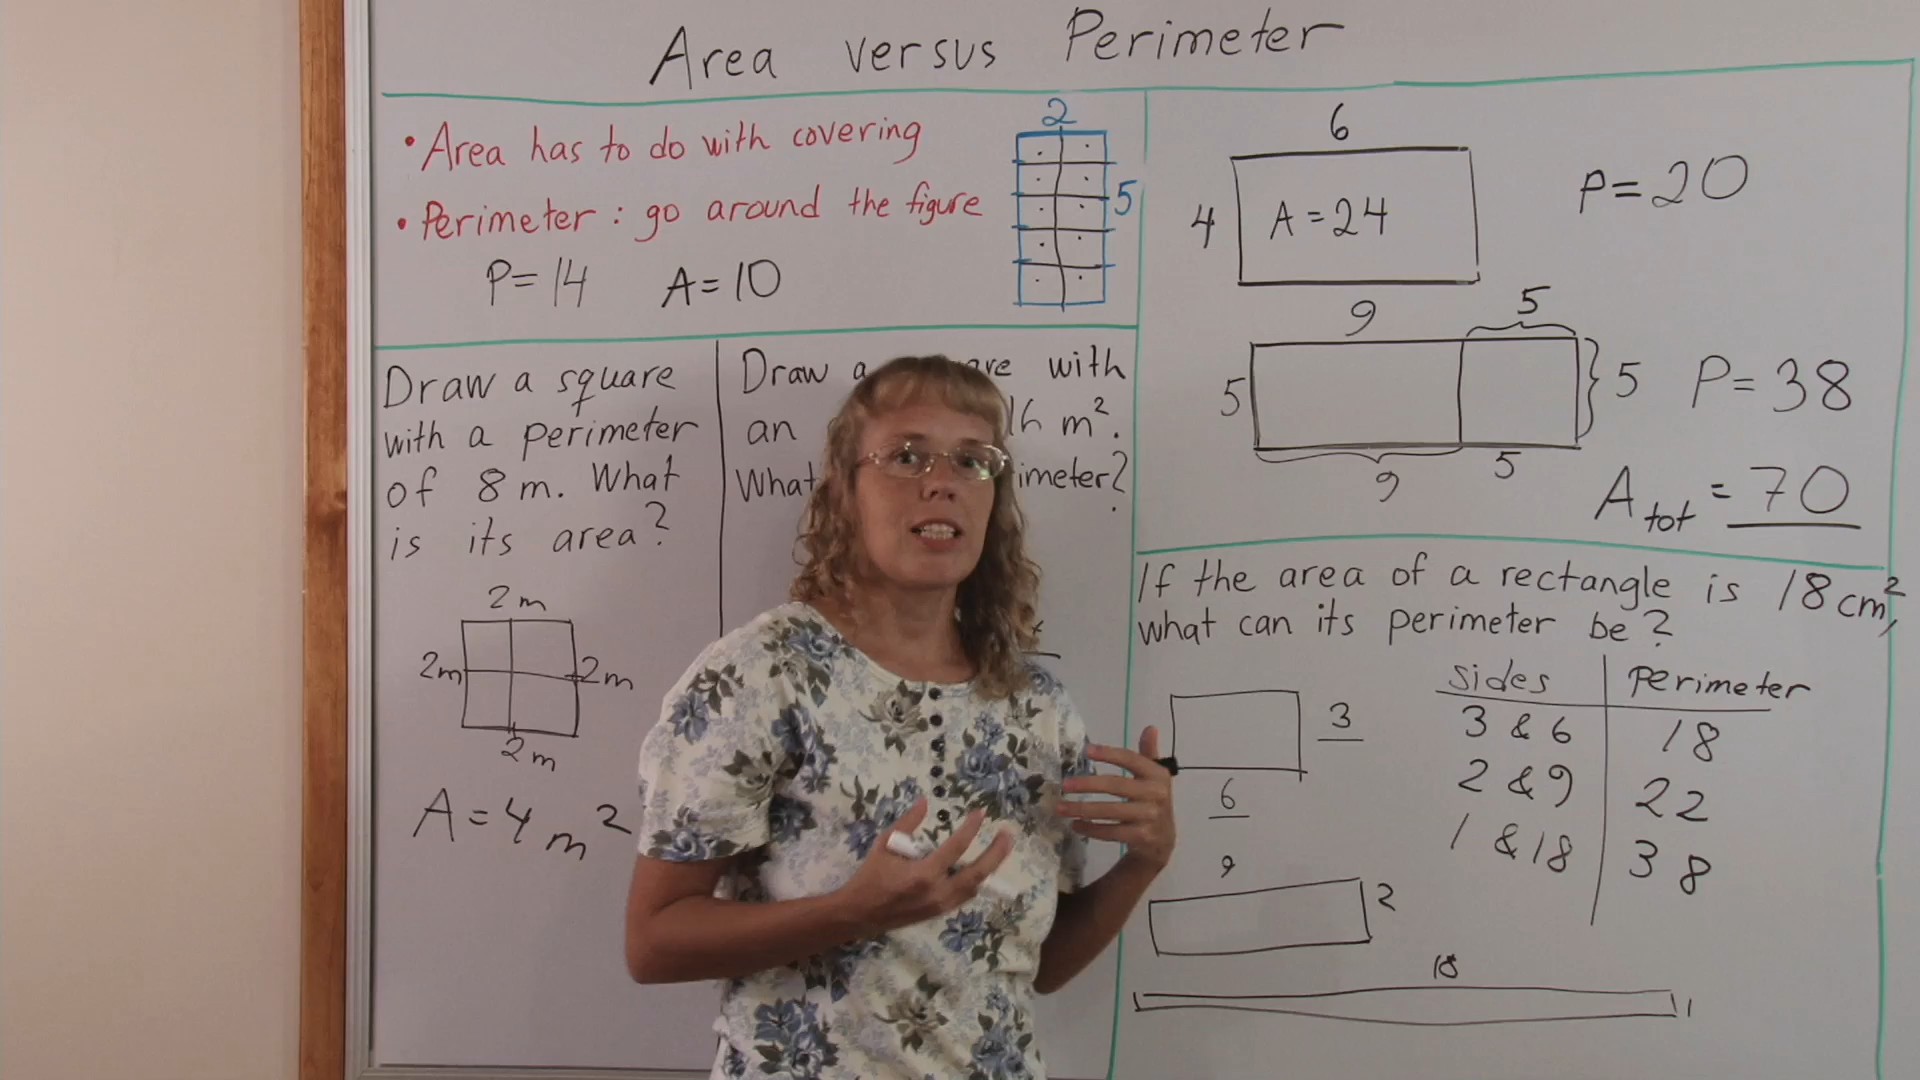 Area versus Perimeter
• Area has to do with covering
• Perimeter: go around the figure
P=14 A=10
2
5
Draw a square
with a perimeter
of 8 m. What
is its area?
2 m
2m
2m
2m
A=4 m²
Draw a with
an 16 m².
What
6
4
A=24
P=20
9
5
5
5
9
5
P=38
A tot = 70
If the area of a rectangle is 18 cm²,
what can its perimeter be?
3
6
9
2
18
1
sides Perimeter
3 & 6 18
2 & 9 22
1 & 18 38